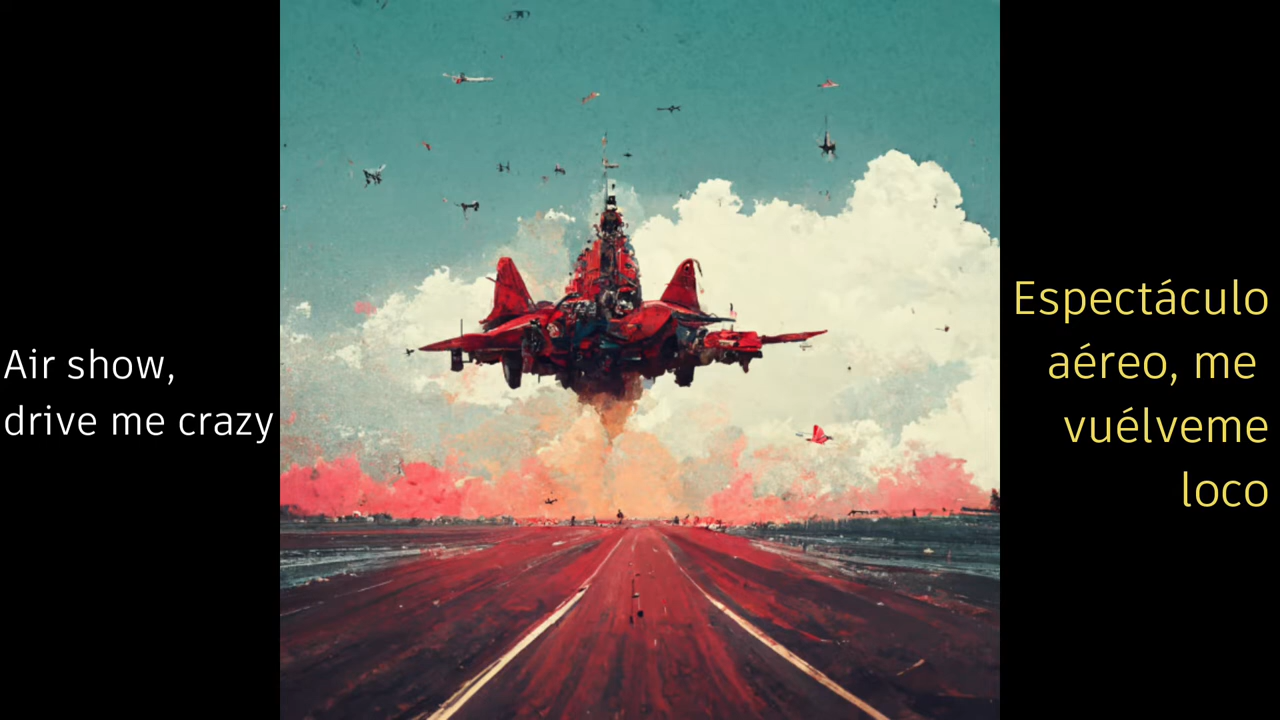 Air show,
drive me crazy
Espectáculo
aéreo, me
vuélveme
loco